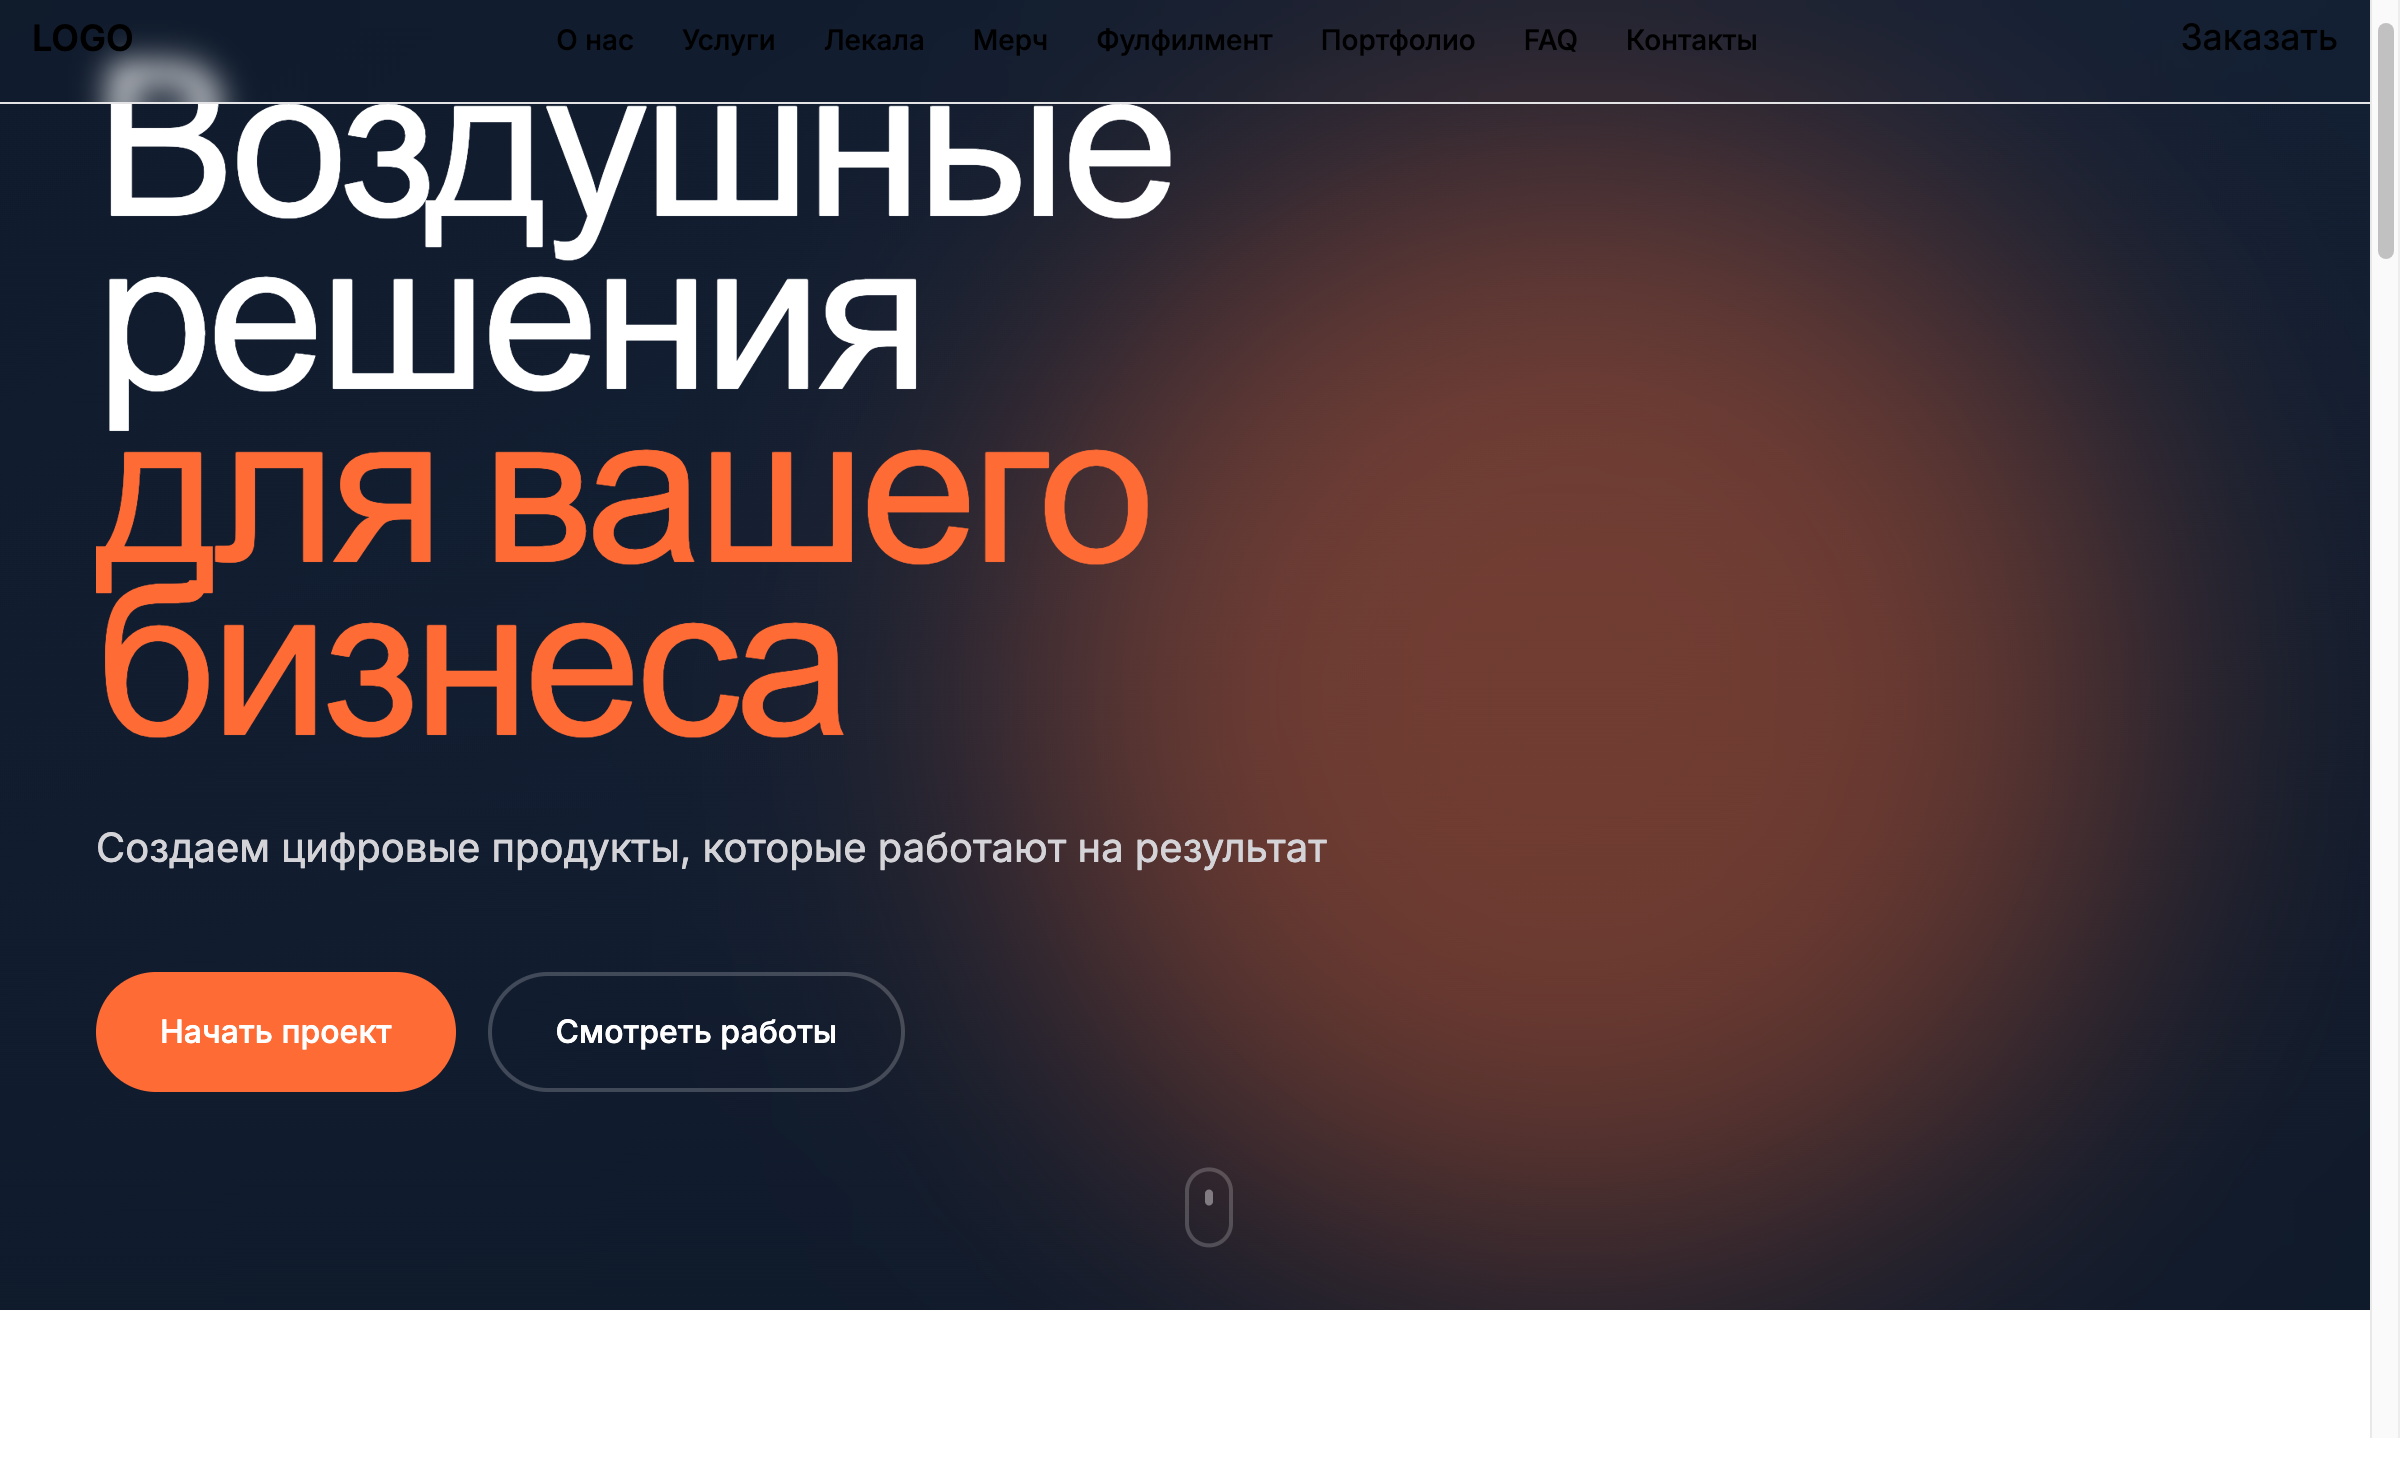 LOGO
О нас Услуги Лекала Мерч Фулфилмент Портфолио FAQ Контакты
Заказать
Воздушные
решения
для вашего
бизнеса
Создаем цифровые продукты, которые работают на результат
Начать проект
Смотреть работы